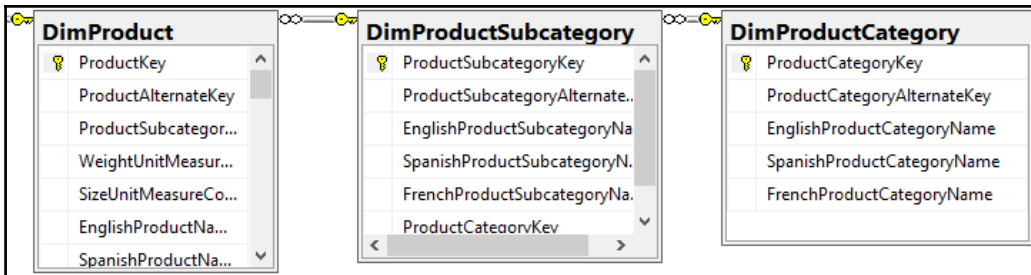 DimProduct
ProductKey
ProductAlternateKey
ProductSubcategor...
WeightUnitMeasur...
SizeUnitMeasureCo...
EnglishProductNa...
SpanishProductNa...
DimProductSubcategory
ProductSubcategoryKey
ProductSubcategoryAlternate..
EnglishProductSubcategoryNa
SpanishProductSubcategoryN.
FrenchProductSubcategoryNa.
ProductCategoryKey
DimProductCategory
ProductCategoryKey
ProductCategoryAlternateKey
EnglishProductCategoryName
SpanishProductCategoryName
FrenchProductCategoryName